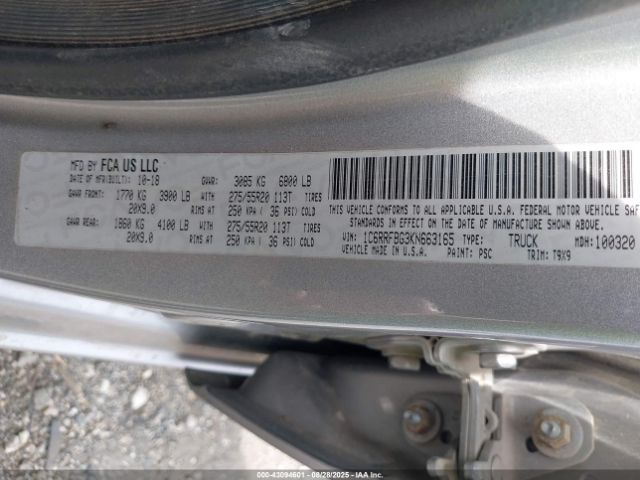 MFD BY FCA US LLC
DATE OF MFR(BUILT): 10-18 GVWR: 3085 KG 6800 LB
GAWR FRONT: 1770 KG 3900 LB WITH 275/55R20 113T TIRES
20X9.0 RIMS AT 250 KPA ( 36 PSI) COLD
GAWR REAR: 1860 KG 4100 LB WITH 275/55R20 113T TIRES
20X9.0 RIMS AT 250 KPA ( 36 PSI) COLD
THIS VEHICLE CONFORMS TO ALL APPLICABLE U.S.A. FEDERAL MOTOR VEHICLE SAF
STANDARDS IN EFFECT ON THE DATE OF MANUFACTURE SHOWN ABOVE.
VIN: 1C6RRFBG3KN663165 TYPE: TRUCK MDH: 100320
VEHICLE MADE IN U.S.A. PAINT: PSC TRIM: T9X9
000-43094601 - 08/28/2025 - IAAI.COM